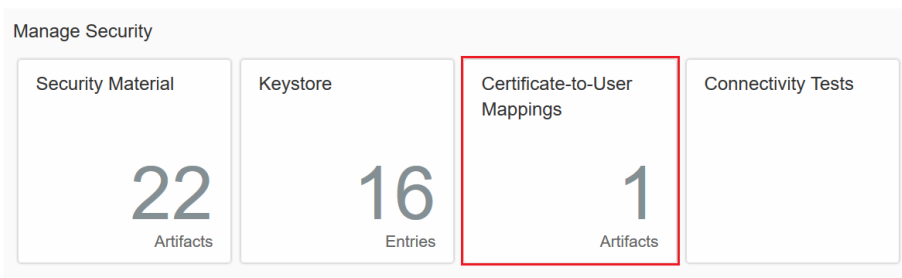 Manage Security
Security Material
22
Artifacts
Keystore
16
Entries
Certificate-to-User
Mappings
1
Artifacts
Connectivity Tests